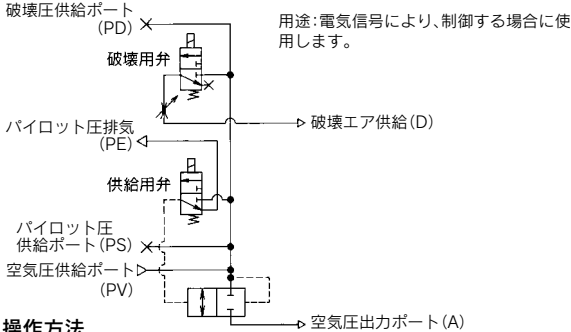 破壊圧供給ポート
(PD)
用途:電気信号により、制御する場合に使
用します。
破壊用弁
破壊エア供給(D)
パイロット圧排気
(PE)
供給用弁
パイロット圧
供給ポート(PS)
空気圧供給ポート
(PV)
空気圧出力ポート(A)
操作方法